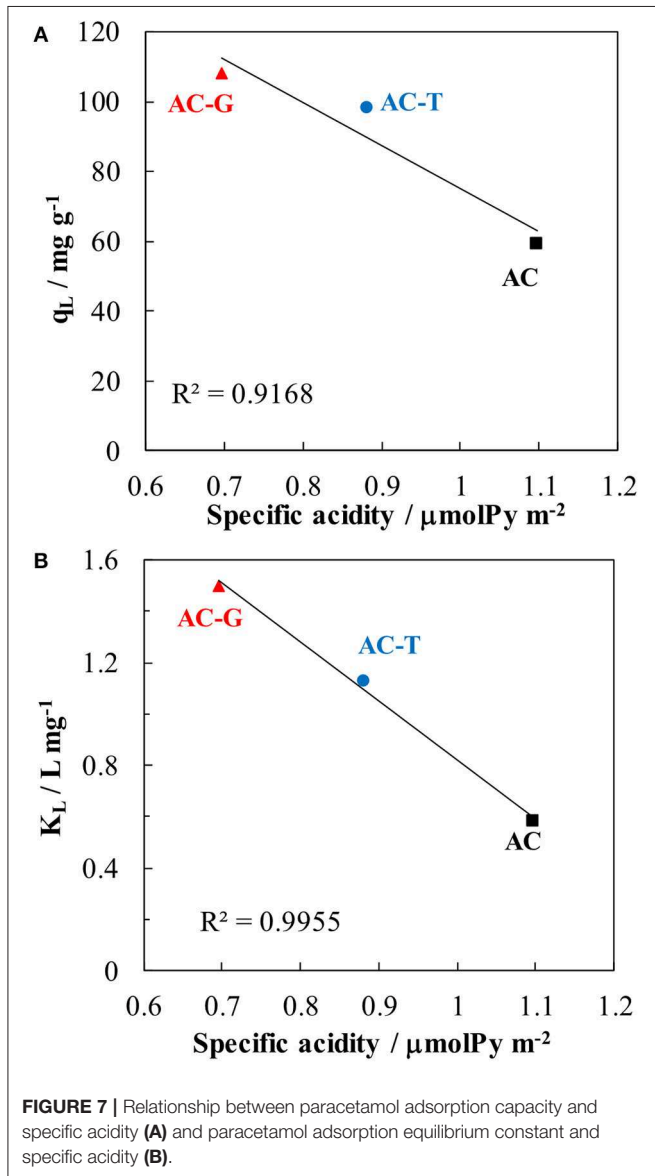 A
120
100
80
60
40
20
0
q_L / mg g⁻¹
AC-G
AC-T
AC
R² = 0.9168
0.6 0.7 0.8 0.9 1 1.1 1.2
Specific acidity / μmolPy m⁻²
B
1.6
1.2
0.8
0.4
0
K_L / L mg⁻¹
AC-G
AC-T
AC
R² = 0.9955
0.6 0.7 0.8 0.9 1 1.1 1.2
Specific acidity / μmolPy m⁻²
FIGURE 7 | Relationship between paracetamol adsorption capacity and
specific acidity (A) and paracetamol adsorption equilibrium constant and
specific acidity (B).